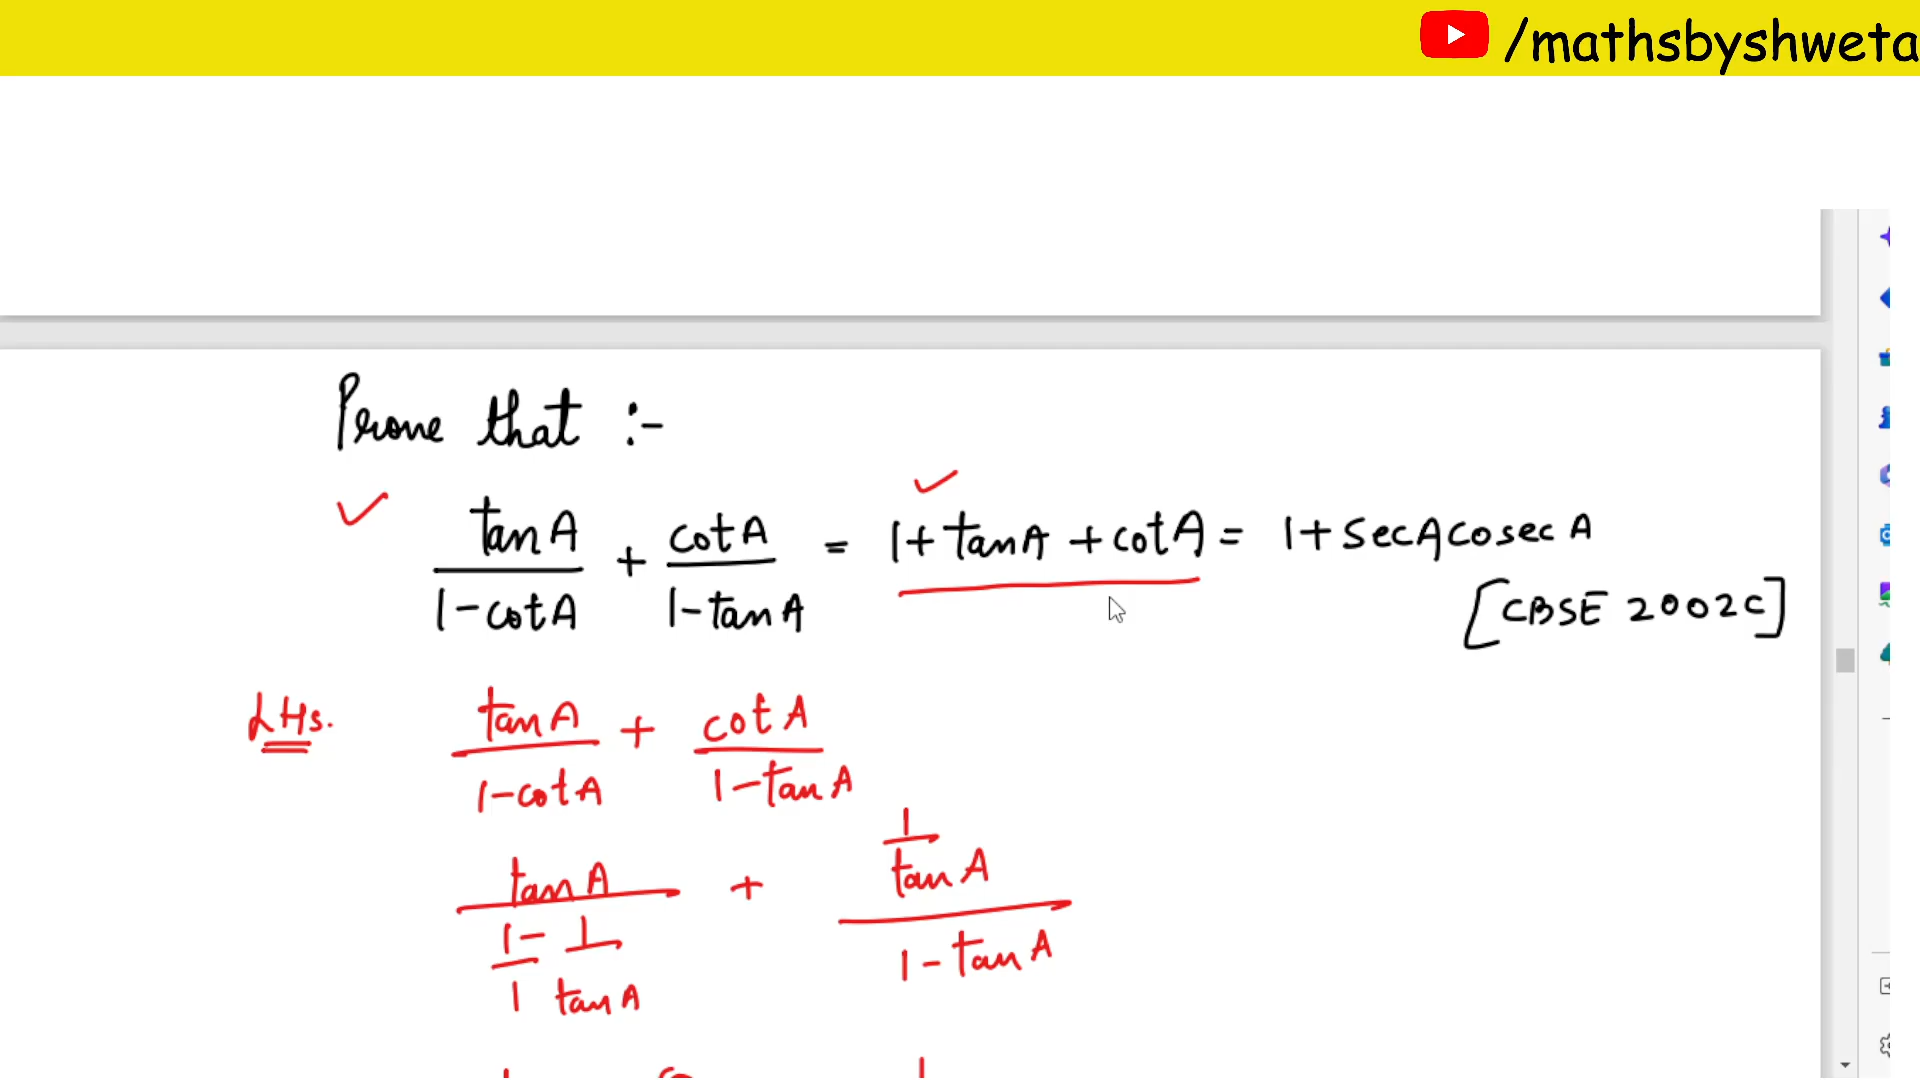 /mathsbyshweta
Prove that :-
tanA/(1-cotA) + cotA/(1-tanA) = 1+tanA+cotA = 1+secAcosecA
[CBSE 2002C]
LHS. tanA/(1-cotA) + cotA/(1-tanA)
tanA/(1/1 - 1/tanA) + (1/tanA)/(1-tanA)